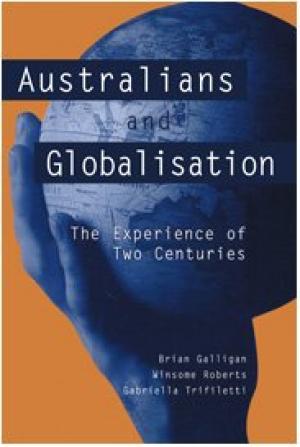 Australians
and
Globalisation
The Experience of
Two Centuries
Brian Galligan
Winsome Roberts
Gabriella Trifiletti